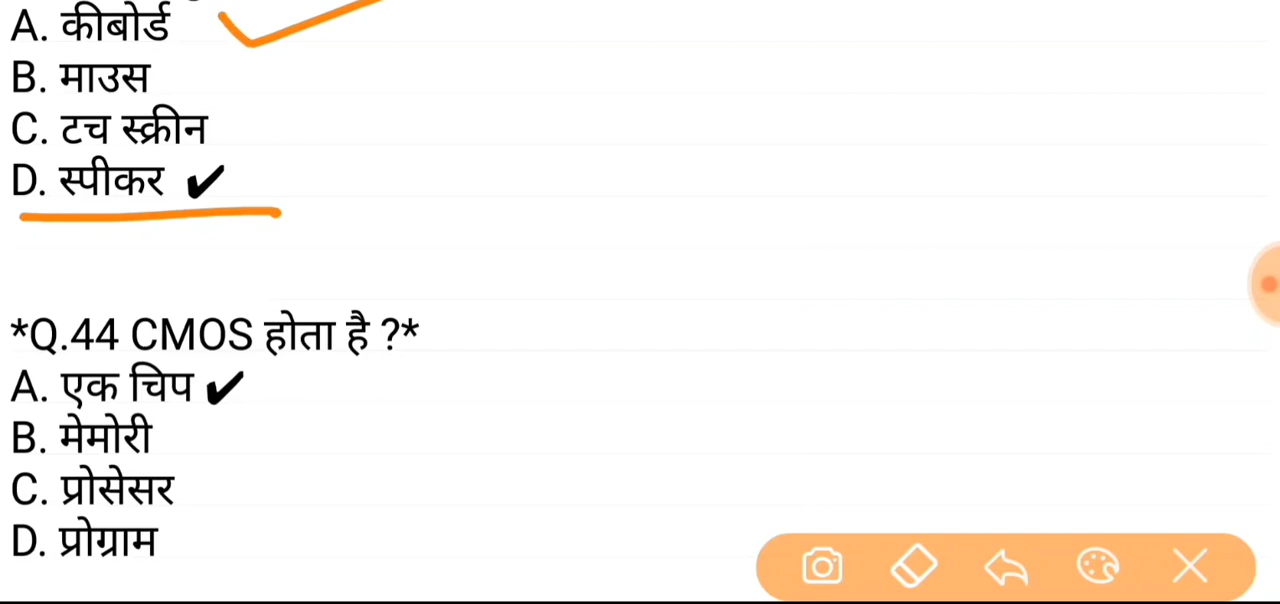 A. कीबोर्ड
B. माउस
C. टच स्क्रीन
D. स्पीकर ✔
*Q.44 CMOS होता है ?*
A. एक चिप ✔
B. मेमोरी
C. प्रोसेसर
D. प्रोग्राम